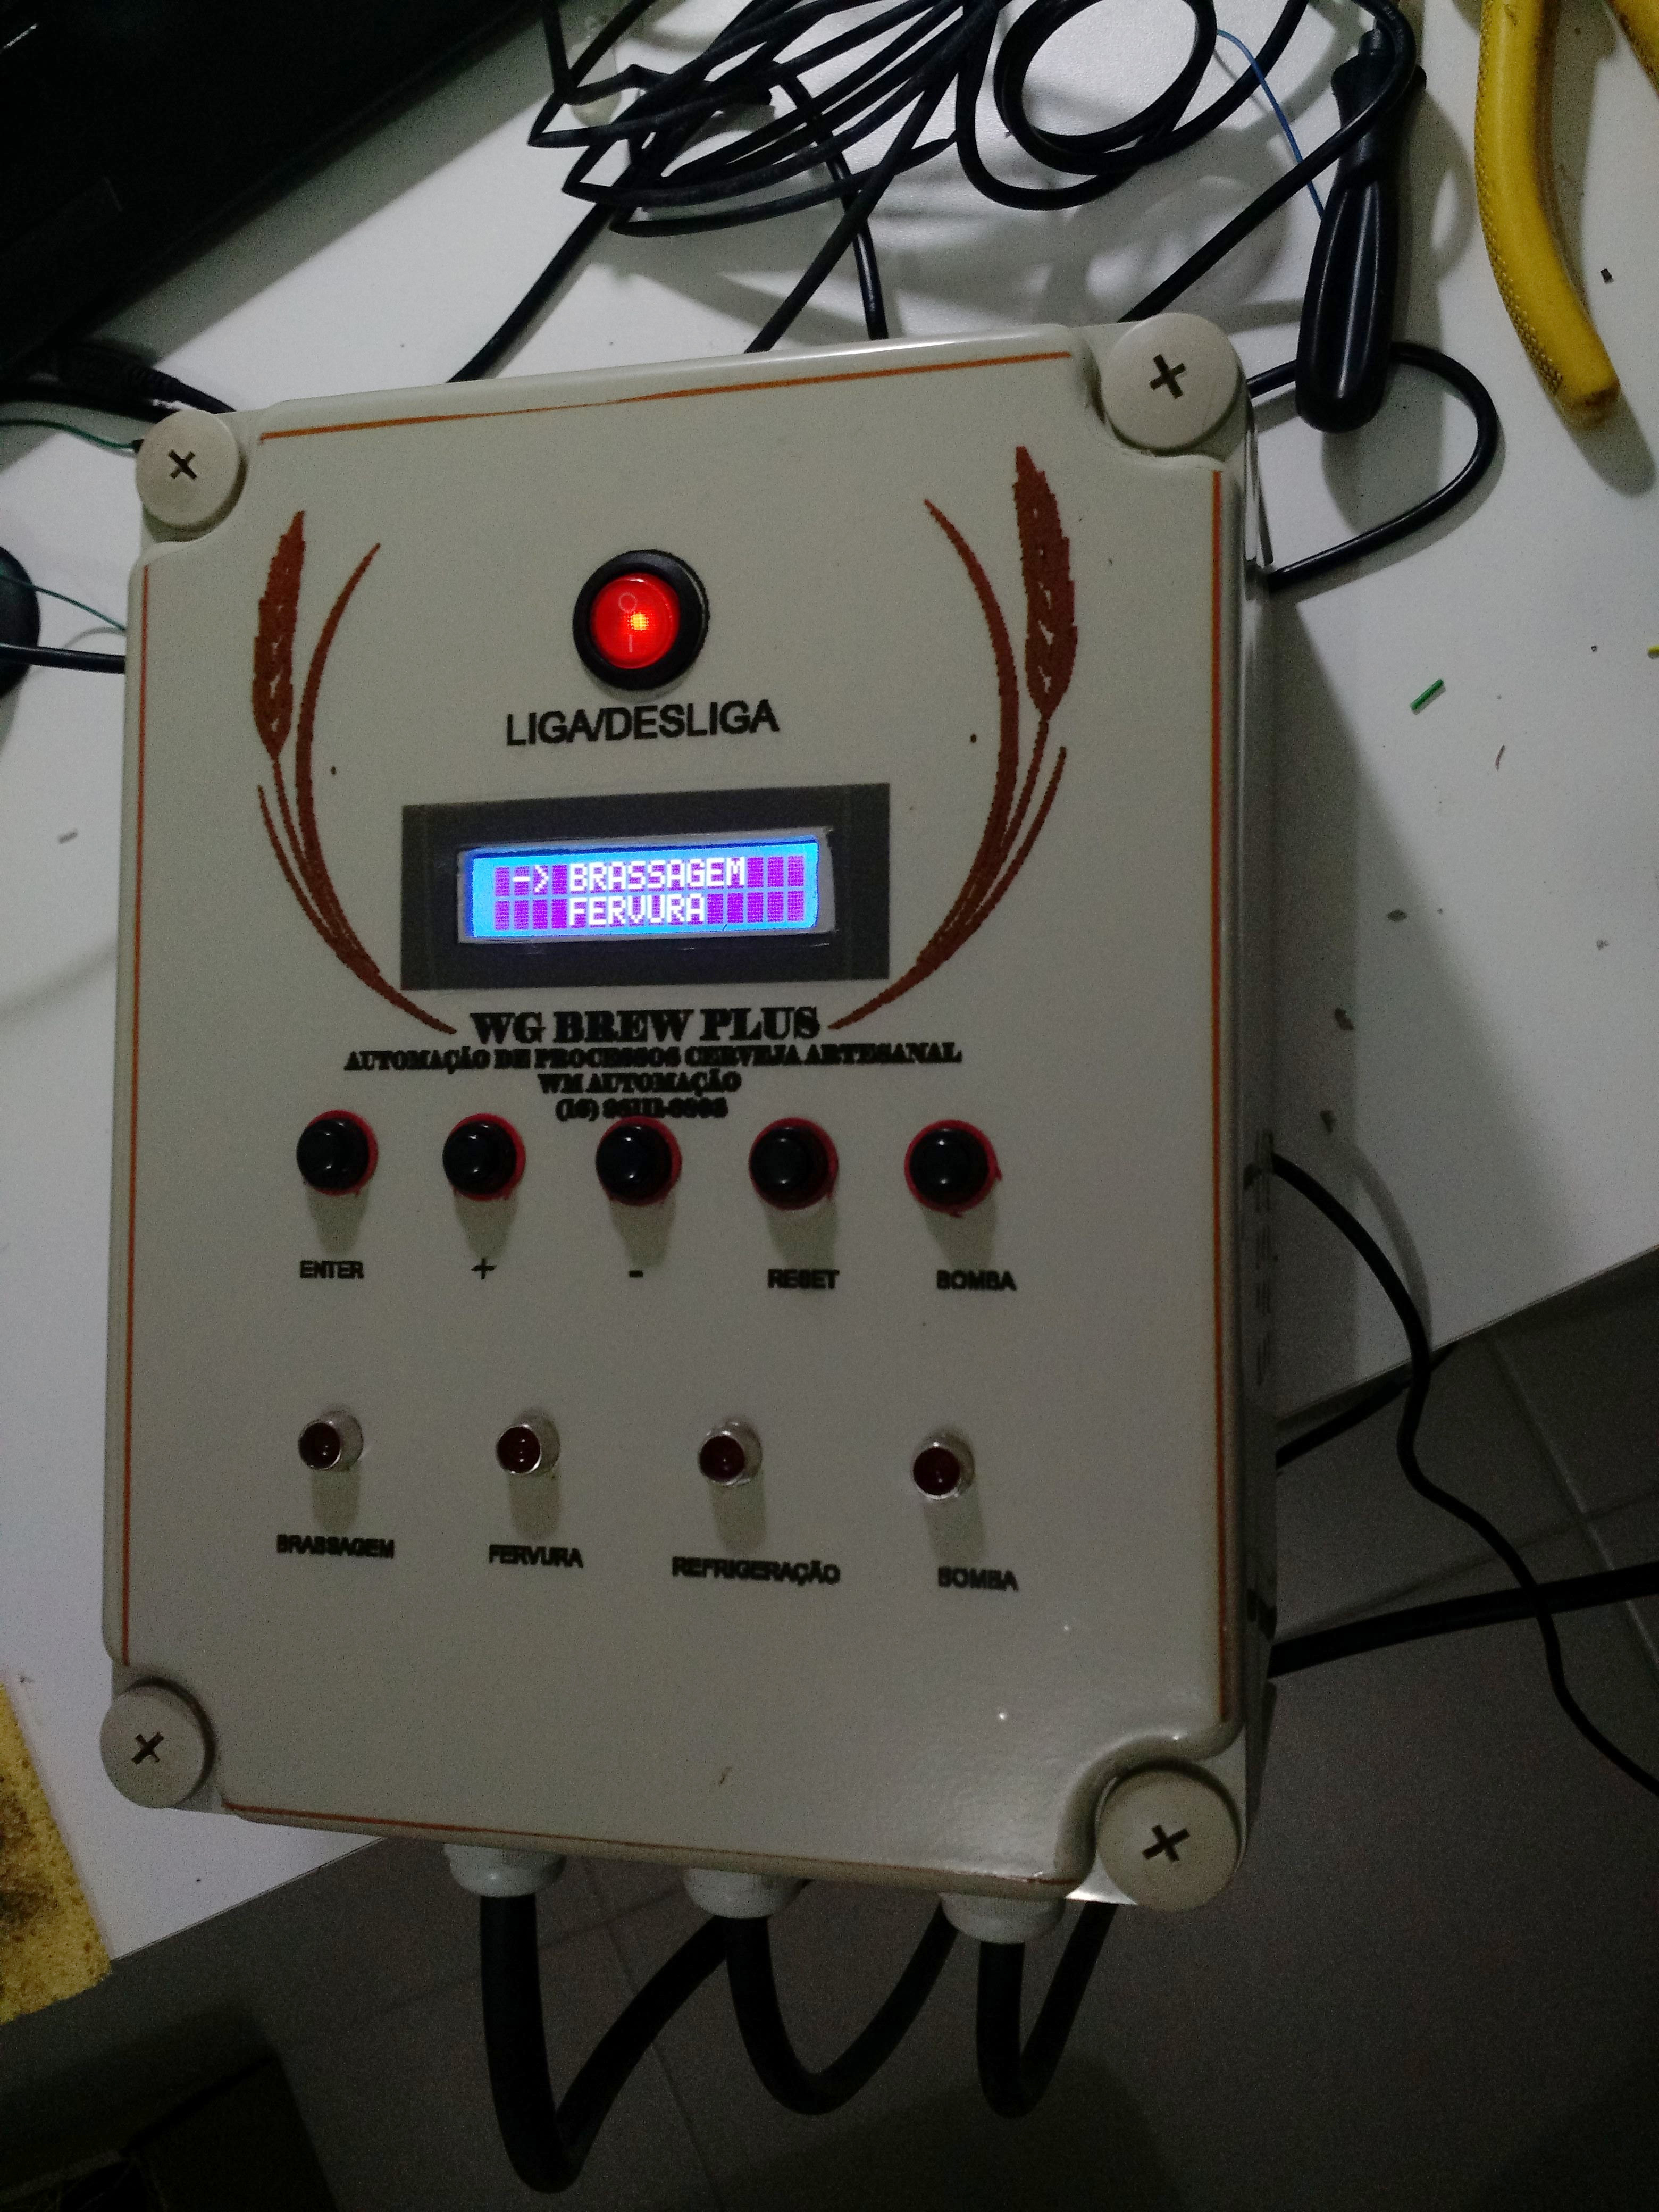 O
I
LIGA/DESLIGA
-> BRASSAGEM
FERVURA
WG BREW PLUS
AUTOMAÇÃO DE PROCESSOS CERVEJA ARTESANAL
WM AUTOMAÇÃO
ENTER + - RESET BOMBA
BRASSAGEM FERVURA REFRIGERAÇÃO BOMBA